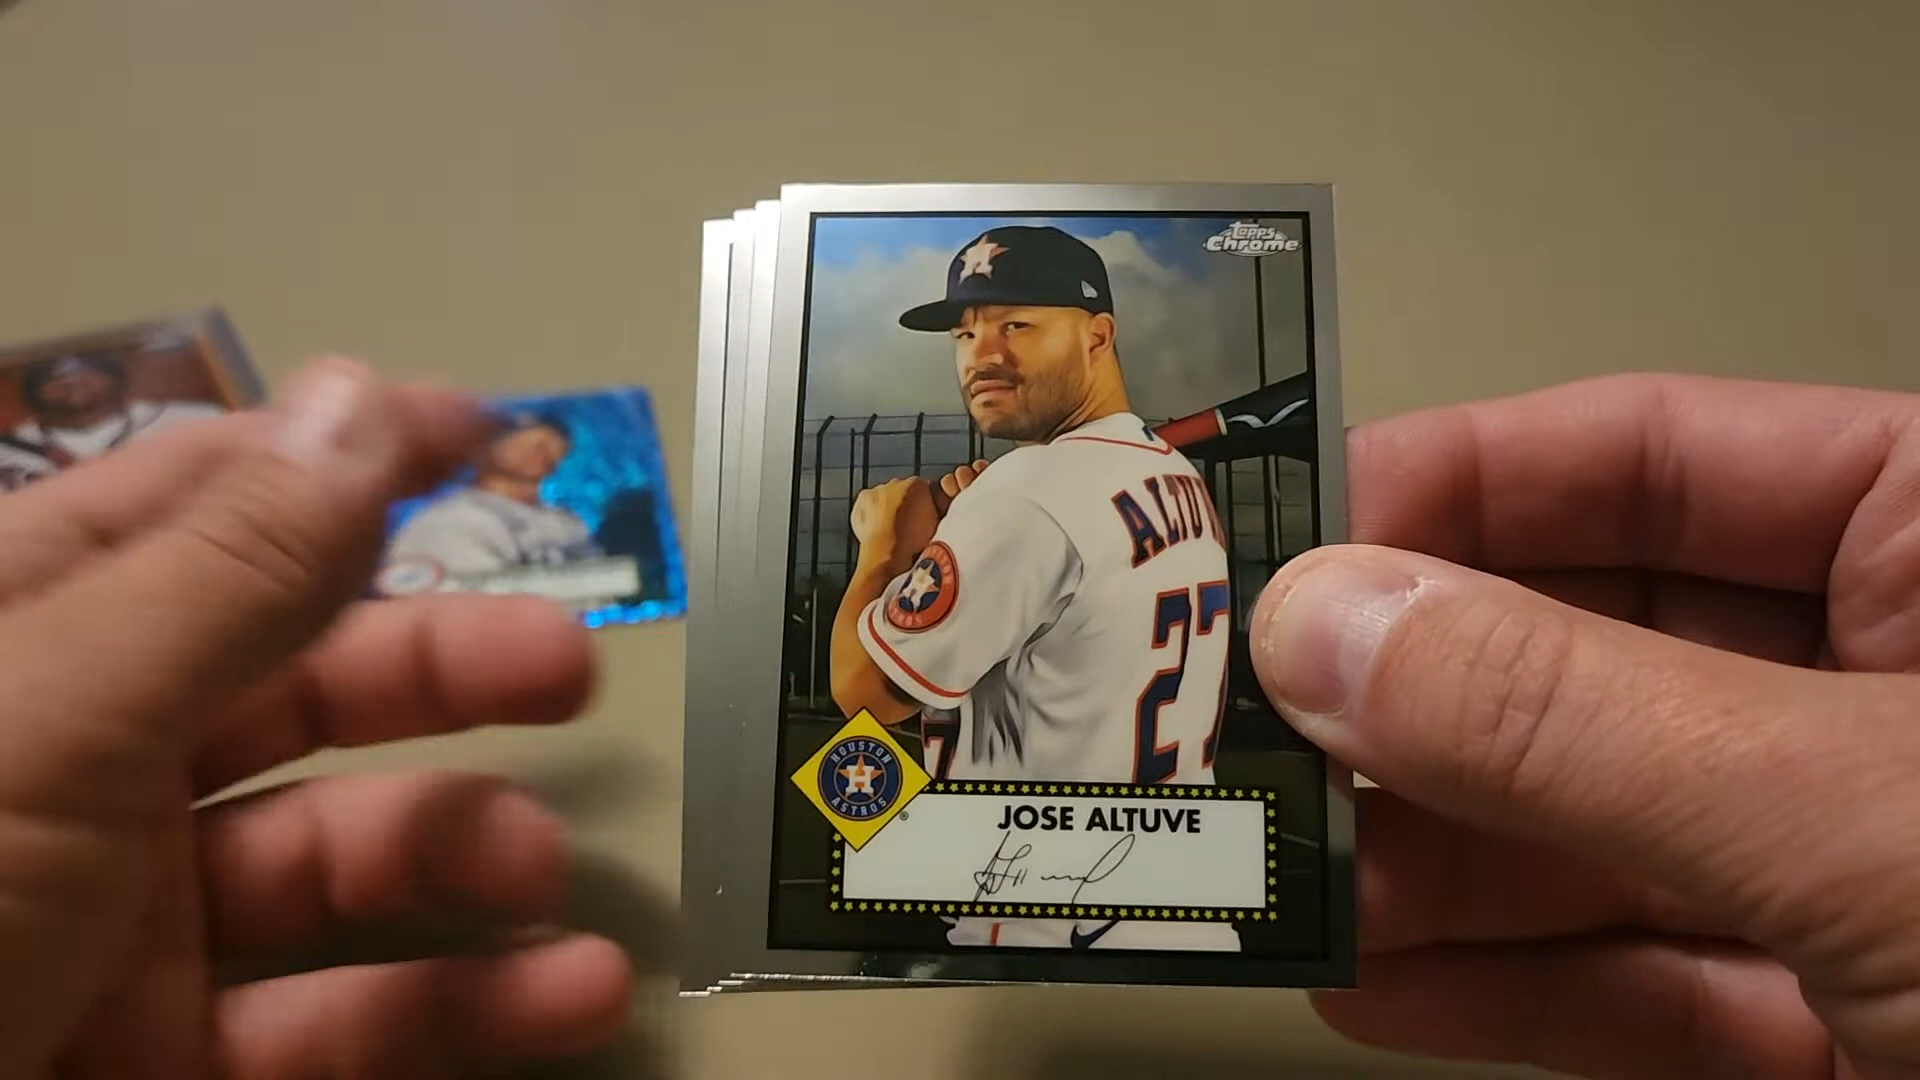 Topps
Chrome
ALTUV
27
HOUSTON
H
ASTROS
®
JOSE ALTUVE